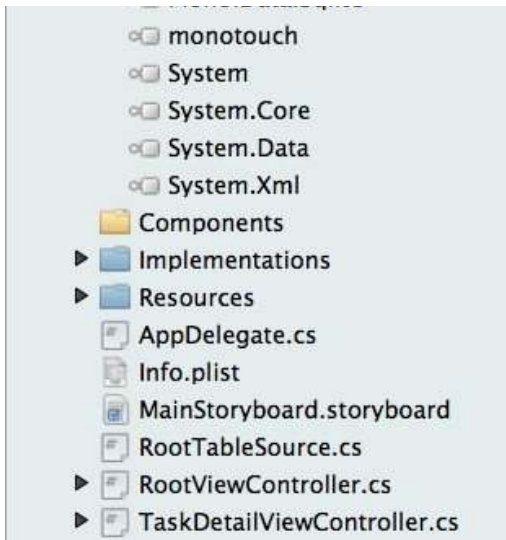 monotouch
System
System.Core
System.Data
System.Xml
Components
Implementations
Resources
AppDelegate.cs
Info.plist
MainStoryboard.storyboard
RootTableSource.cs
RootViewController.cs
TaskDetailViewController.cs